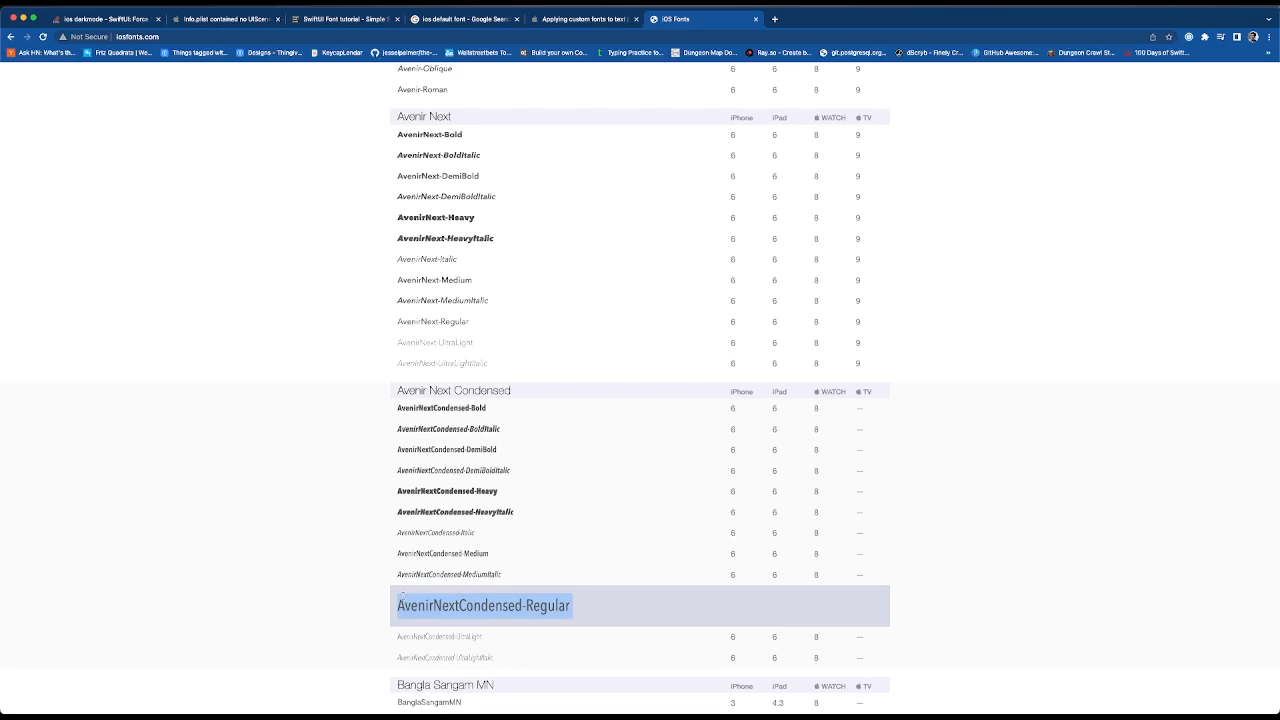 ios darkmode - SwiftUI: Force
Info.plist contained no UIScene
SwiftUI Font tutorial - Simple S
ios default font - Google Searc
Applying custom fonts to text |
iOS Fonts
Not Secure | iosfonts.com
Ask HN: What's th...
Friz Quadrata | We...
Things tagged wit...
Designs - Thingiv...
KeycapLendar
jesselpalmer/the-...
Wallstreetbets To...
Build your own Co...
Typing Practice fo...
Dungeon Map Do...
Ray.so - Create b...
git.postgresql.org...
dScryb – Finely Cr...
GitHub Awesome:...
Dungeon Crawl St...
100 Days of Swift...
»
Avenir-Oblique 6 6 8 9
Avenir-Roman 6 6 8 9
Avenir Next iPhone iPad WATCH TV
AvenirNext-Bold 6 6 8 9
AvenirNext-BoldItalic 6 6 8 9
AvenirNext-DemiBold 6 6 8 9
AvenirNext-DemiBoldItalic 6 6 8 9
AvenirNext-Heavy 6 6 8 9
AvenirNext-HeavyItalic 6 6 8 9
AvenirNext-Italic 6 6 8 9
AvenirNext-Medium 6 6 8 9
AvenirNext-MediumItalic 6 6 8 9
AvenirNext-Regular 6 6 8 9
AvenirNext-UltraLight 6 6 8 9
AvenirNext-UltraLightItalic 6 6 8 9
Avenir Next Condensed iPhone iPad WATCH TV
AvenirNextCondensed-Bold 6 6 8 —
AvenirNextCondensed-BoldItalic 6 6 8 —
AvenirNextCondensed-DemiBold 6 6 8 —
AvenirNextCondensed-DemiBoldItalic 6 6 8 —
AvenirNextCondensed-Heavy 6 6 8 —
AvenirNextCondensed-HeavyItalic 6 6 8 —
AvenirNextCondensed-Italic 6 6 8 —
AvenirNextCondensed-Medium 6 6 8 —
AvenirNextCondensed-MediumItalic 6 6 8 —
AvenirNextCondensed-Regular
AvenirNextCondensed-UltraLight 6 6 8 —
AvenirNextCondensed-UltraLightItalic 6 6 8 —
Bangla Sangam MN iPhone iPad WATCH TV
BanglaSangamMN 3 4.3 8 —